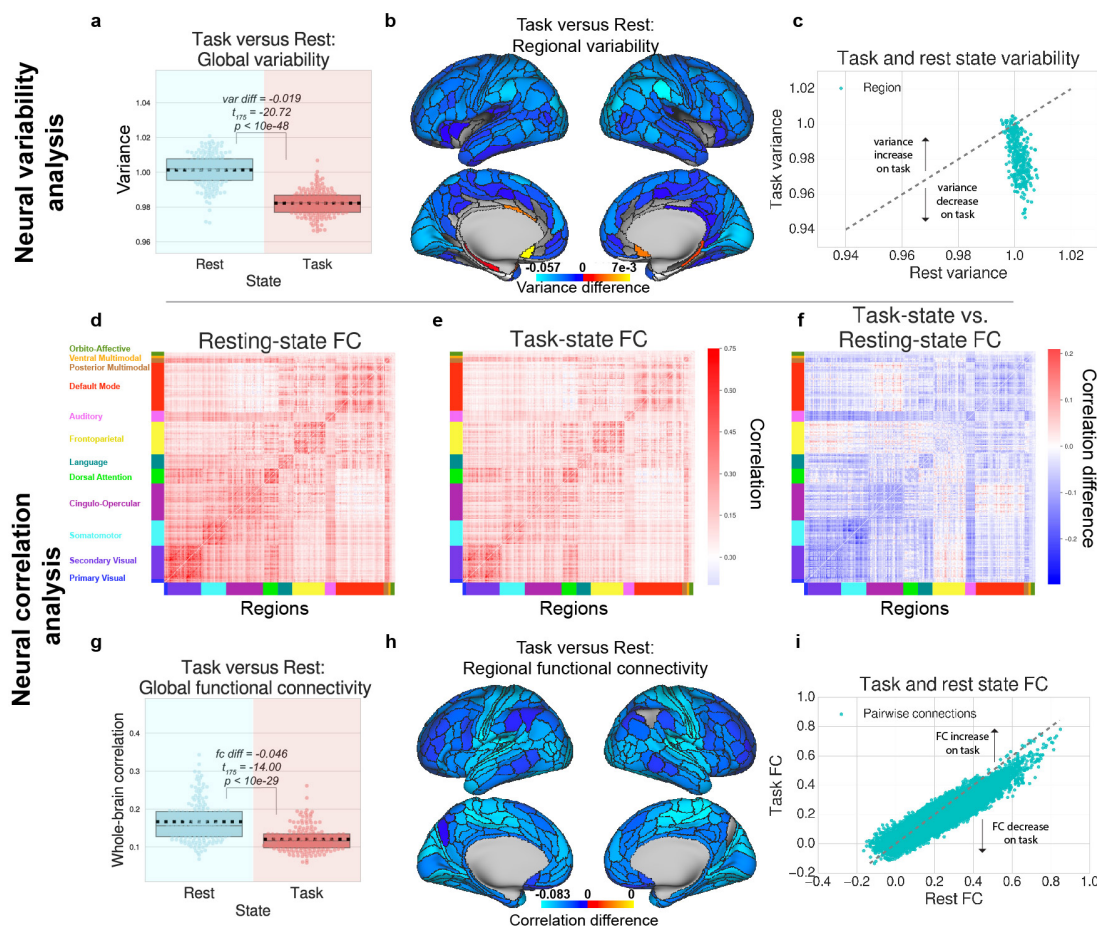 Neural variability
analysis
a
Task versus Rest:
Global variability
var diff = -0.019
t175 = -20.72
p < 10e-48
1.04
1.02
1.00
0.98
0.96
Variance
Rest
Task
State
b
Task versus Rest:
Regional variability
-0.057
0
7e-3
Variance difference
c
Task and rest state variability
Region
variance
increase
on task
variance
decrease
on task
1.02
1.00
0.98
0.96
0.94
Task variance
0.94
0.96
0.98
1.00
1.02
Rest variance
Neural correlation
analysis
d
Resting-state FC
Orbito-Affective
Ventral Multimodal
Posterior Multimodal
Default Mode
Auditory
Frontoparietal
Language
Dorsal Attention
Cingulo-Opercular
Somatomotor
Secondary Visual
Primary Visual
Regions
e
Task-state FC
Regions
0.75
0.60
0.45
0.30
0.15
0.00
0.30
Correlation
f
Task-state vs.
Resting-state FC
Regions
0.2
0.1
0.0
-0.1
-0.2
Correlation difference
g
Task versus Rest:
Global functional connectivity
fc diff = -0.046
t175 = -14.00
p < 10e-29
0.4
0.3
0.2
0.1
Whole-brain correlation
Rest
Task
State
h
Task versus Rest:
Regional functional connectivity
-0.083
0
0
Correlation difference
i
Task and rest state FC
Pairwise connections
FC increase
on task
FC decrease
on task
1.0
0.8
0.6
0.4
0.2
0.0
−0.2
Task FC
−0.4
−0.2
0.0
0.2
0.4
0.6
0.8
1.0
Rest FC